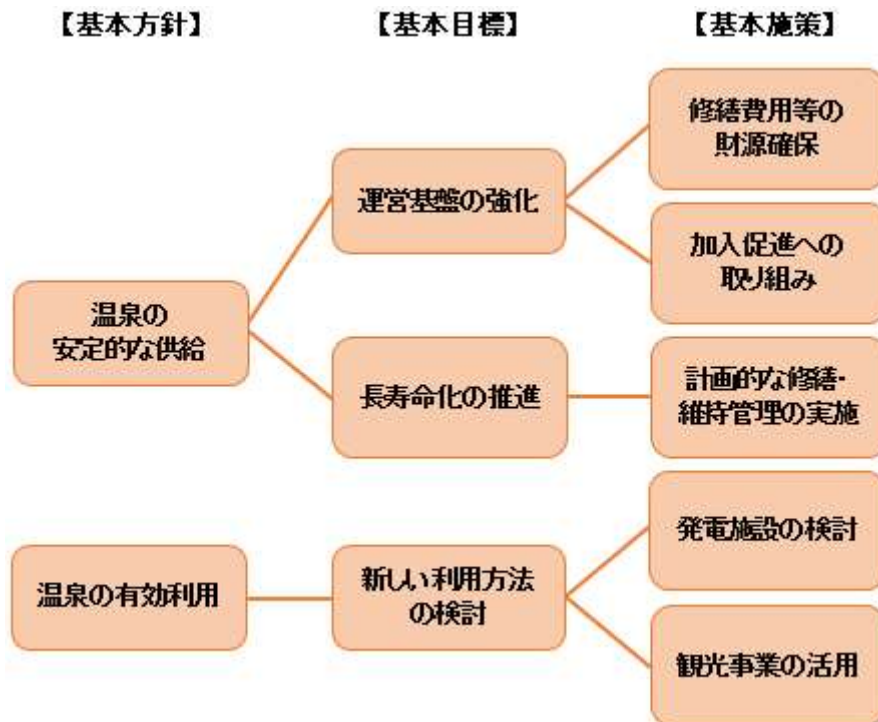 【基本方針】
【基本目標】
【基本施策】
温泉の
安定的な供給
運営基盤の強化
修繕費用等の
財源確保
加入促進への
取り組み
長寿命化の推進
計画的な修繕・
維持管理の実施
温泉の有効利用
新しい利用方法
の検討
発電施設の検討
観光事業の活用